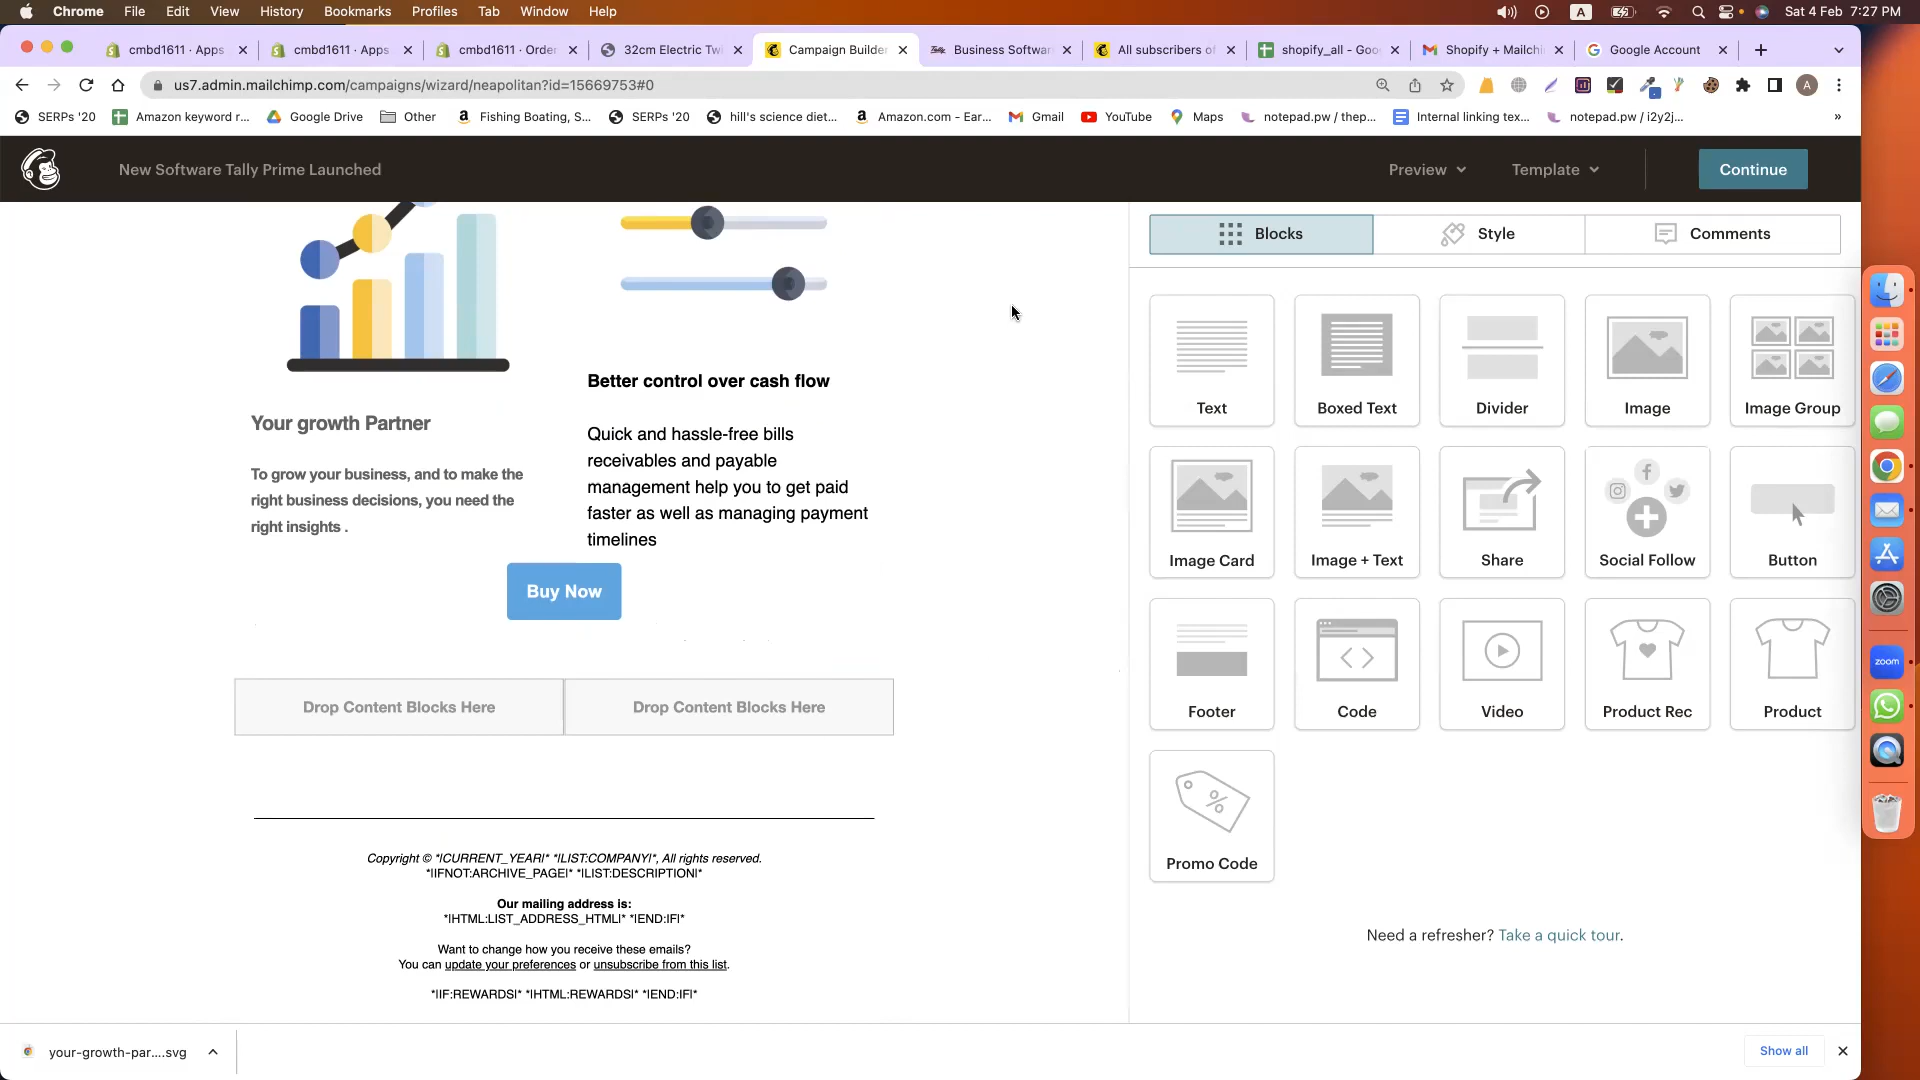 Chrome File Edit View History Bookmarks Profiles Tab Window Help
A
Sat 4 Feb 7:27 PM
cmbd1611 · Apps
cmbd1611 · Apps
cmbd1611 · Order
32cm Electric Tw
Campaign Builder
Business Softwar
All subscribers of
shopify_all - Goo
Shopify + Mailch
Google Account
us7.admin.mailchimp.com/campaigns/wizard/neapolitan?id=15669753#0
A
SERPs '20
Amazon keyword r...
Google Drive
Other
Fishing Boating, S...
SERPs '20
hill's science diet...
Amazon.com - Ear...
Gmail
YouTube
Maps
notepad.pw / thep...
Internal linking tex...
notepad.pw / i2y2j...
»
New Software Tally Prime Launched
Preview
Template
Continue
Blocks
Style
Comments
Better control over cash flow
Your growth Partner
Quick and hassle-free bills
receivables and payable
management help you to get paid
faster as well as managing payment
timelines
To grow your business, and to make the
right business decisions, you need the
right insights .
Buy Now
Drop Content Blocks Here
Drop Content Blocks Here
Copyright © *|CURRENT_YEAR|* *|LIST:COMPANY|*, All rights reserved.
*|IFNOT:ARCHIVE_PAGE|* *|LIST:DESCRIPTION|*
Our mailing address is:
*|HTML:LIST_ADDRESS_HTML|* *|END:IF|*
Want to change how you receive these emails?
You can update your preferences or unsubscribe from this list.
*|IF:REWARDS|* *|HTML:REWARDS|* *|END:IF|*
Text
Boxed Text
Divider
Image
Image Group
Image Card
Image + Text
Share
Social Follow
Button
Footer
Code
Video
Product Rec
Product
Promo Code
Need a refresher? Take a quick tour.
zoom
your-growth-par....svg
Show all